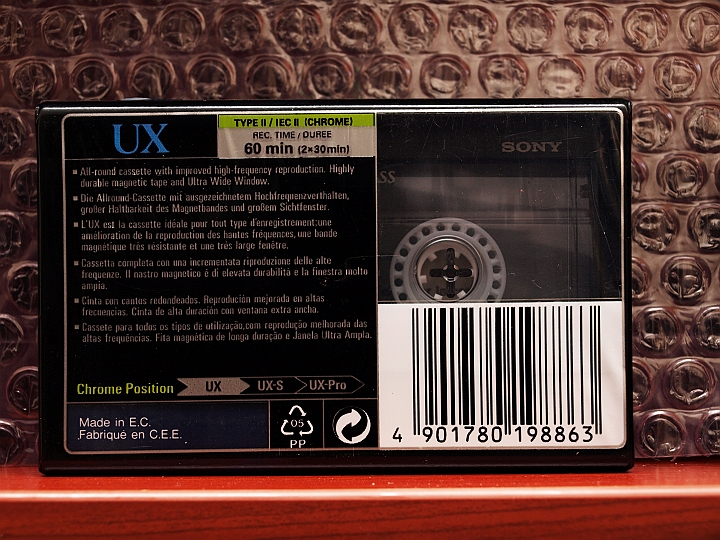 UX
TYPE II / IEC II (CHROME)
REC. TIME / DUREE
60 min (2×30min)
SONY
ASS
▪ All-round cassette with improved high-frequency reproduction. Highly
durable magnetic tape and Ultra Wide Window.
▪ Die Allround-Cassette mit ausgezeichnetem Hochfrequenzverhalten,
großer Haltbarkeit des Magnetbandes und großem Sichtfenster.
▪ L'UX est la cassette idéale pour tout type d'enregistrement:une
amélioration de la reproduction des hautes fréquences, une bande
magnétique très résistante et une très large fenêtre.
▪ Cassetta completa con una incrementata riproduzione delle alte
frequenze. Il nastro magnetico é di elevata durabilità e la finestra molto
ampia.
▪ Cinta con cantos redondeados. Reprodución mejorada en altas
frecuencias. Cinta de alta duración con ventana extra ancha.
▪ Cassete para todos os tipos de utilização,com reprodução melhorada das
altas frequências. Fita magnética de longa duração e Janela Ultra Ampla.
Chrome Position UX UX-S UX-Pro
Made in E.C.
Fabriqué en C.E.E.
05
PP
4 901780 198863